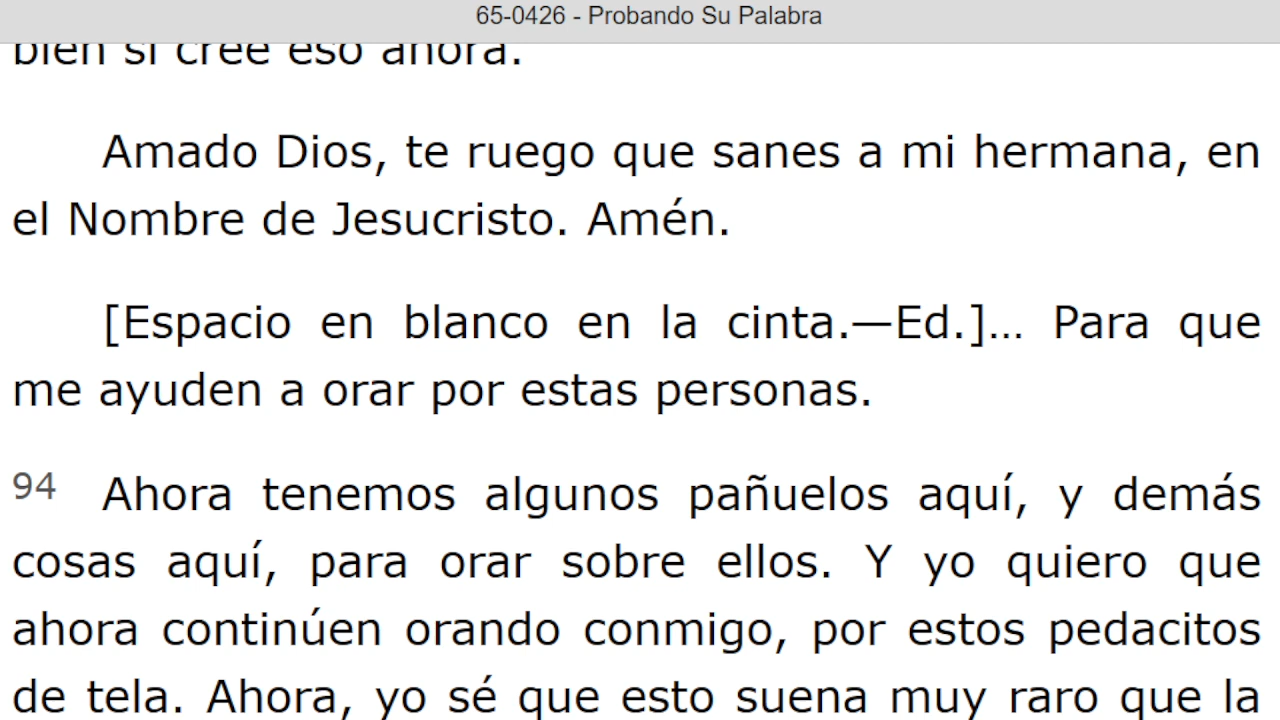 65-0426 - Probando Su Palabra
bien si cree eso ahora.
Amado Dios, te ruego que sanes a mi hermana, en
el Nombre de Jesucristo. Amén.
[Espacio en blanco en la cinta.—Ed.]... Para que
me ayuden a orar por estas personas.
94 Ahora tenemos algunos pañuelos aquí, y demás
cosas aquí, para orar sobre ellos. Y yo quiero que
ahora continúen orando conmigo, por estos pedacitos
de tela. Ahora, yo sé que esto suena muy raro que la